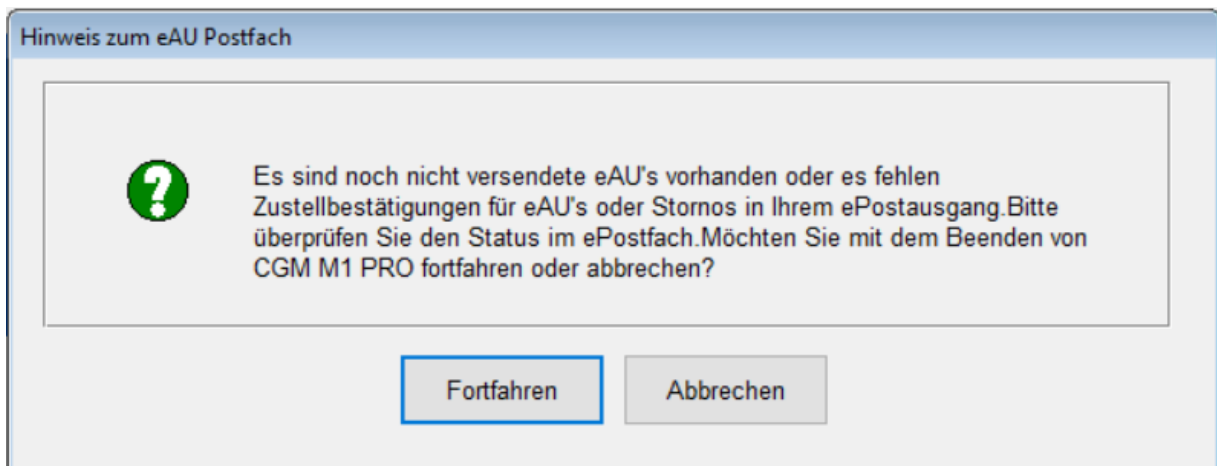 Hinweis zum eAU Postfach
Es sind noch nicht versendete eAU's vorhanden oder es fehlen
Zustellbestätigungen für eAU's oder Stornos in Ihrem ePostausgang.Bitte
überprüfen Sie den Status im ePostfach.Möchten Sie mit dem Beenden von
CGM M1 PRO fortfahren oder abbrechen?
Fortfahren Abbrechen